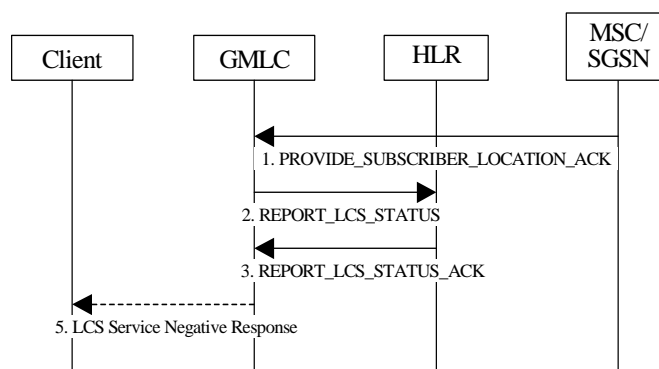 Client
GMLC
HLR
MSC/
SGSN
1. PROVIDE_SUBSCRIBER_LOCATION_ACK
2. REPORT_LCS_STATUS
3. REPORT_LCS_STATUS_ACK
5. LCS Service Negative Response